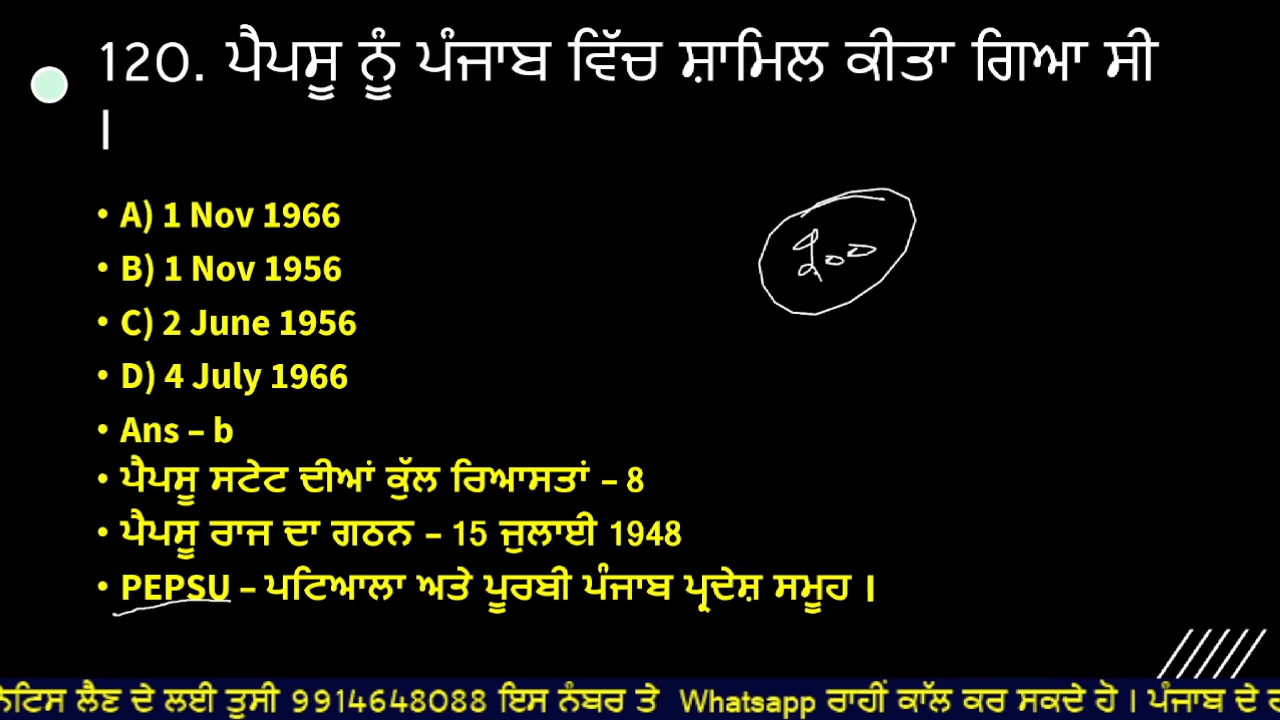 120. ਪੈਪਸੂ ਨੂੰ ਪੰਜਾਬ ਵਿੱਚ ਸ਼ਾਮਿਲ ਕੀਤਾ ਗਿਆ ਸੀ
।
• A) 1 Nov 1966
• B) 1 Nov 1956
• C) 2 June 1956
• D) 4 July 1966
• Ans – b
• ਪੈਪਸੂ ਸਟੇਟ ਦੀਆਂ ਕੁੱਲ ਰਿਆਸਤਾਂ – 8
• ਪੈਪਸੂ ਰਾਜ ਦਾ ਗਠਨ – 15 ਜੁਲਾਈ 1948
• PEPSU – ਪਟਿਆਲਾ ਅਤੇ ਪੂਰਬੀ ਪੰਜਾਬ ਪ੍ਰਦੇਸ਼ ਸਮੂਹ ।
ਲੈਣ ਦੇ ਲਈ ਤੁਸੀ 9914648088 ਇਸ ਨੰਬਰ ਤੇ Whatsapp ਰਾਹੀਂ ਕਾੱਲ ਕਰ ਸਕਦੇ ਹੋ । ਪੰਜਾਬ ਦੇ